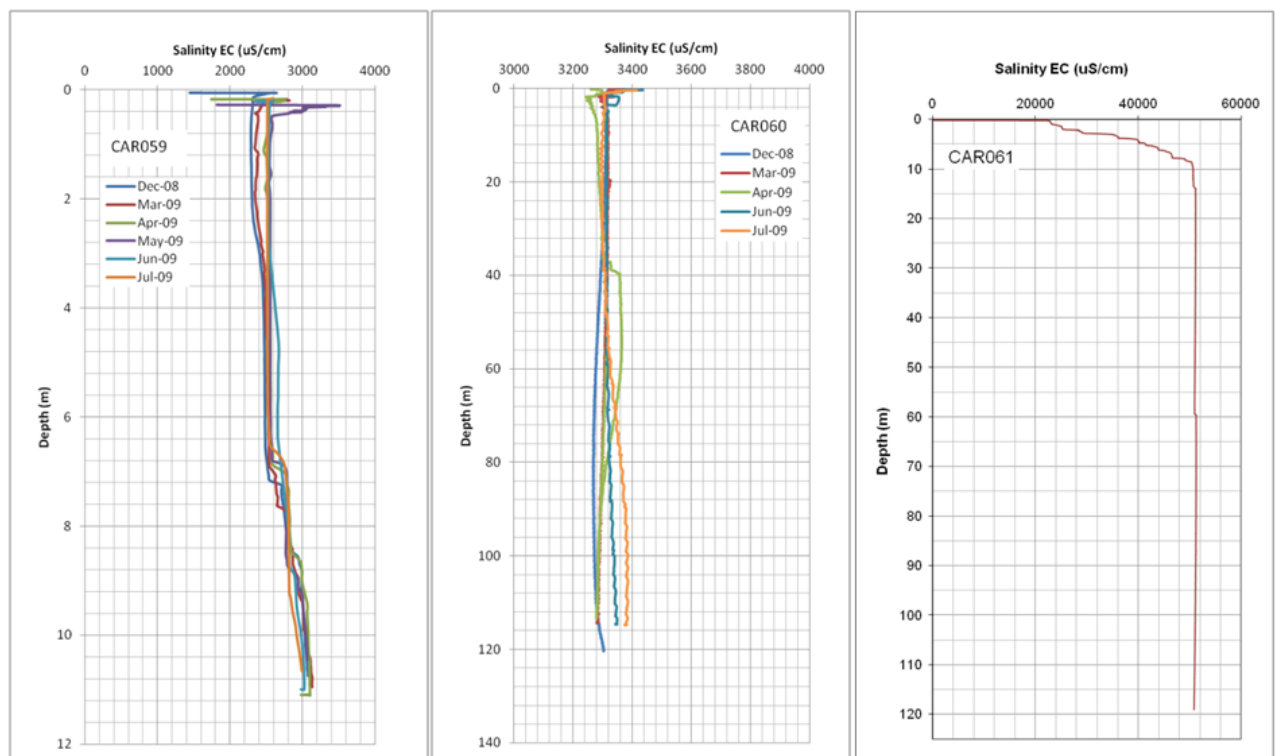 Salinity EC (uS/cm)
0 1000 2000 3000 4000
0
2
4
6
8
10
12
Depth (m)
CAR059
Dec-08
Mar-09
Apr-09
May-09
Jun-09
Jul-09
Salinity EC (uS/cm)
3000 3200 3400 3600 3800 4000
0
20
40
60
80
100
120
140
Depth (m)
CAR060
Dec-08
Mar-09
Apr-09
Jun-09
Jul-09
Salinity EC (uS/cm)
0 20000 40000 60000
0
10
20
30
40
50
60
70
80
90
100
110
120
Depth (m)
CAR061